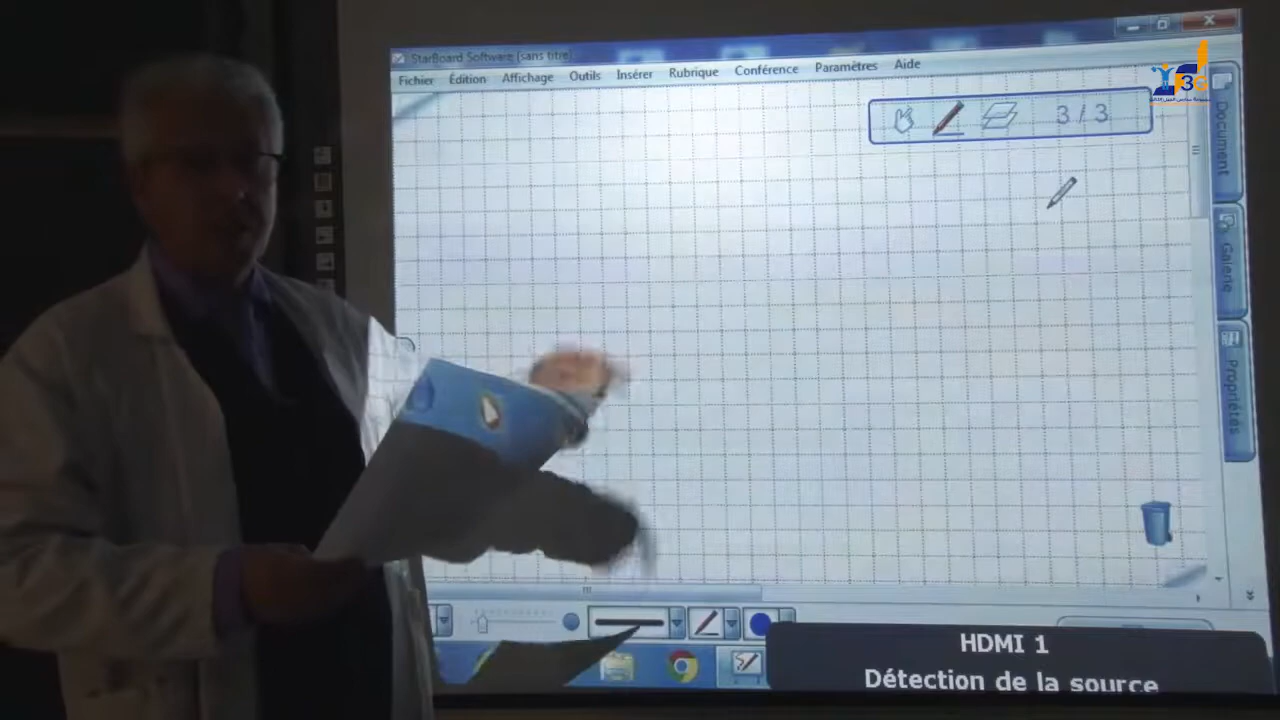 StarBoard Software (sans titre)
Fichier Édition Affichage Outils Insérer Rubrique Conférence Paramètres Aide
3G
3 / 3
Document
Galerie
Propriétés
HDMI 1
Détection de la source